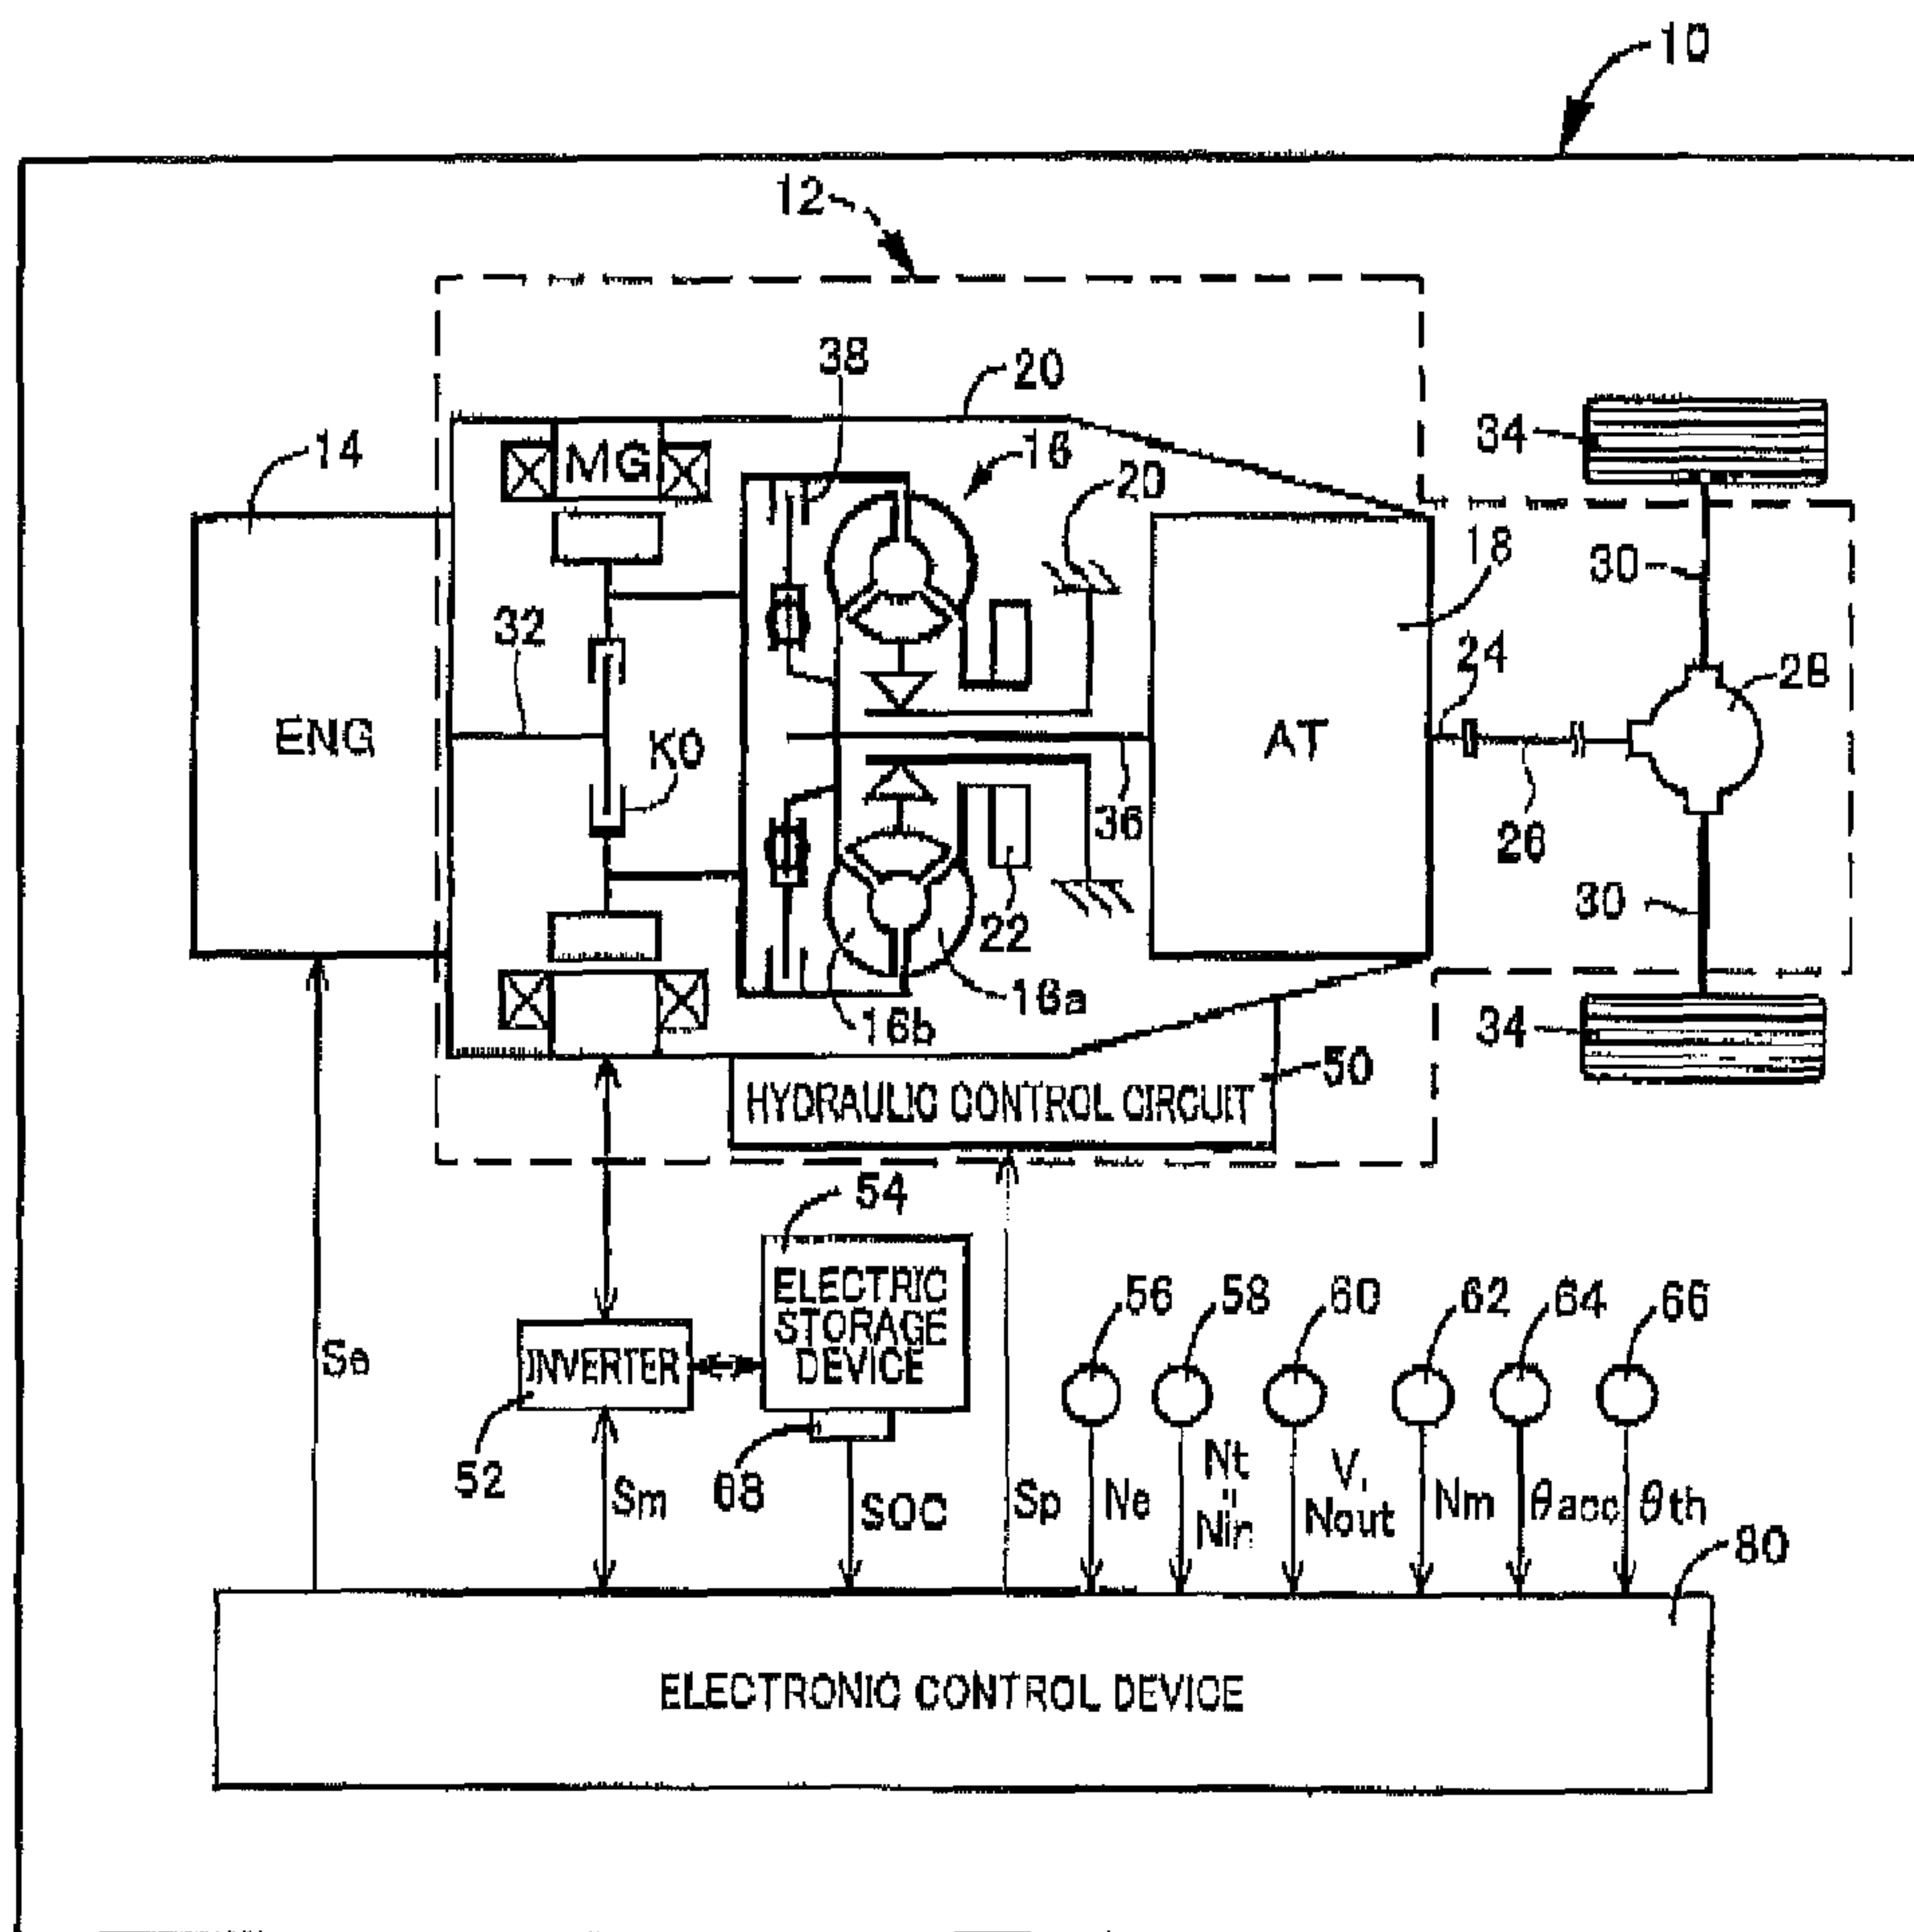 10
12
38
20
14
MG
16
20
34
18
30
32
24
28
ENG
K0
AT
36
26
22
30
16a
16b
34
50
HYDRAULIC CONTROL CIRCUIT
54
ELECTRIC
STORAGE
DEVICE
56
58
60
62
64
66
Se
INVERTER
52
Sm
68
SOC
Sp
Ne
Nt
Nin
V,
Nout
Nm
θacc
θth
80
ELECTRONIC CONTROL DEVICE